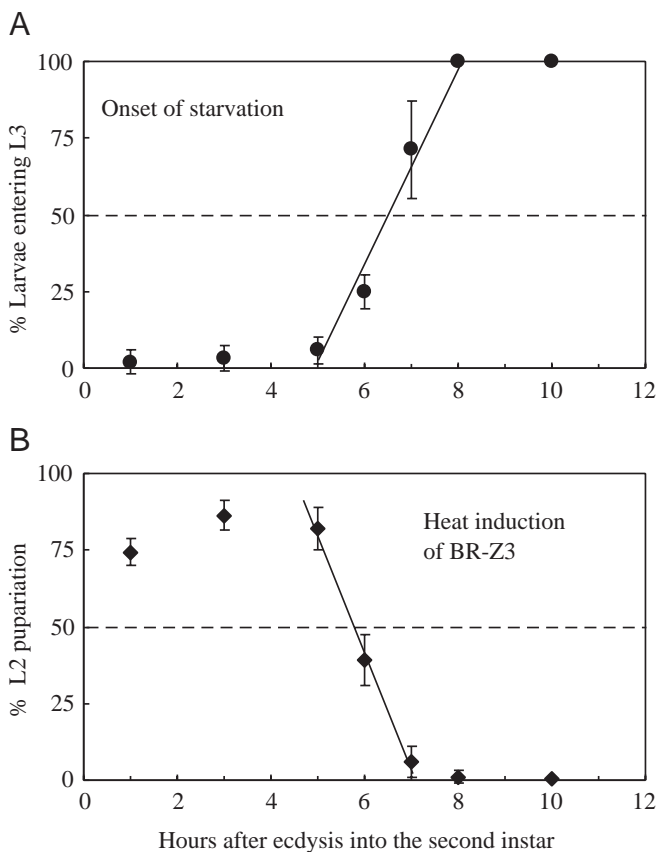 A
100
75
50
25
0
% Larvae entering L3
Onset of starvation
0 2 4 6 8 10 12
B
100
75
50
25
0
% L2 pupariation
Heat induction
of BR-Z3
0 2 4 6 8 10 12
Hours after ecdysis into the second instar